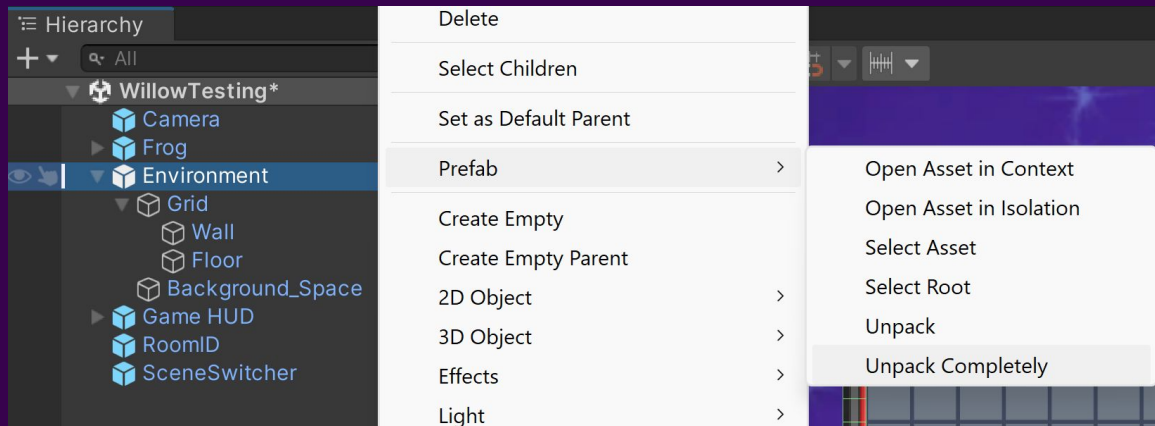 Hierarchy
All
WillowTesting*
Camera
Frog
Environment
Grid
Wall
Floor
Background_Space
Game HUD
RoomID
SceneSwitcher
Delete
Select Children
Set as Default Parent
Prefab
Create Empty
Create Empty Parent
2D Object
3D Object
Effects
Light
Open Asset in Context
Open Asset in Isolation
Select Asset
Select Root
Unpack
Unpack Completely